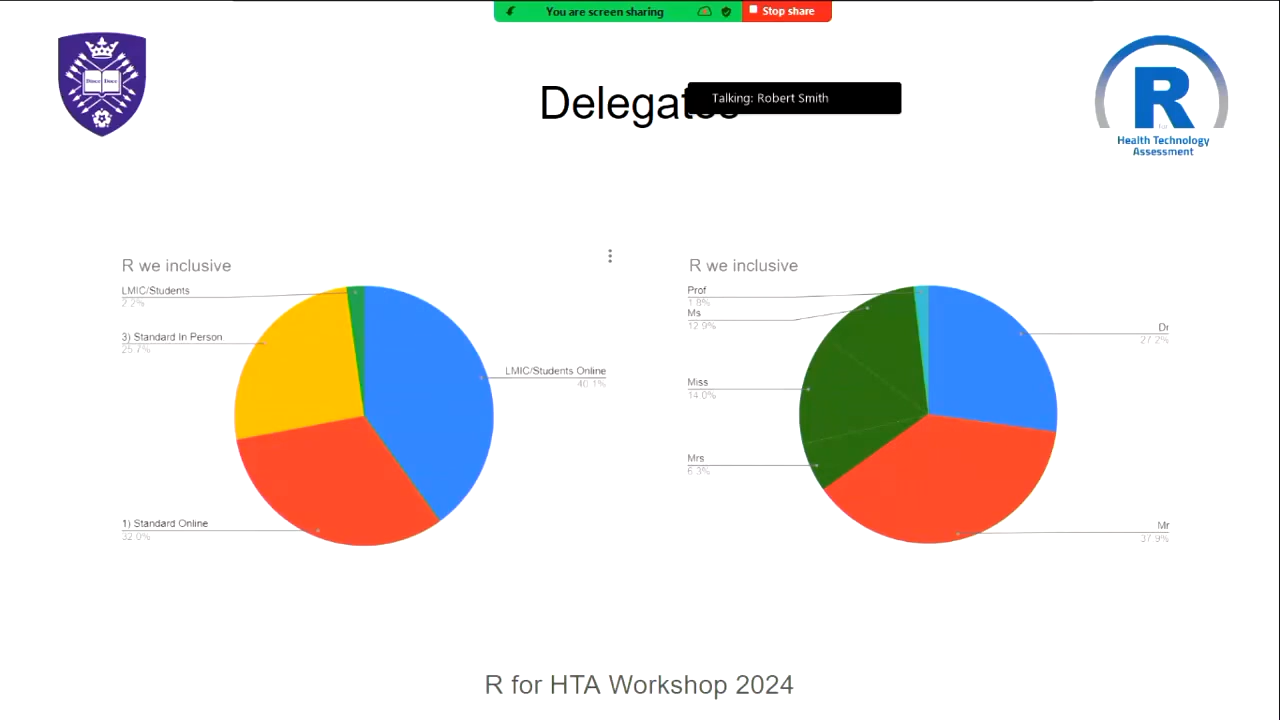 You are screen sharing
Stop share
Talking: Robert Smith
Delegates
R
for
Health Technology
Assessment
R we inclusive
LMIC/Students
2.2%
3) Standard In Person
25.7%
LMIC/Students Online
40.1%
1) Standard Online
32.0%
R we inclusive
Prof
1.9%
Ms
12.9%
Miss
14.0%
Mrs
6.3%
Dr
27.2%
Mr
37.9%
R for HTA Workshop 2024